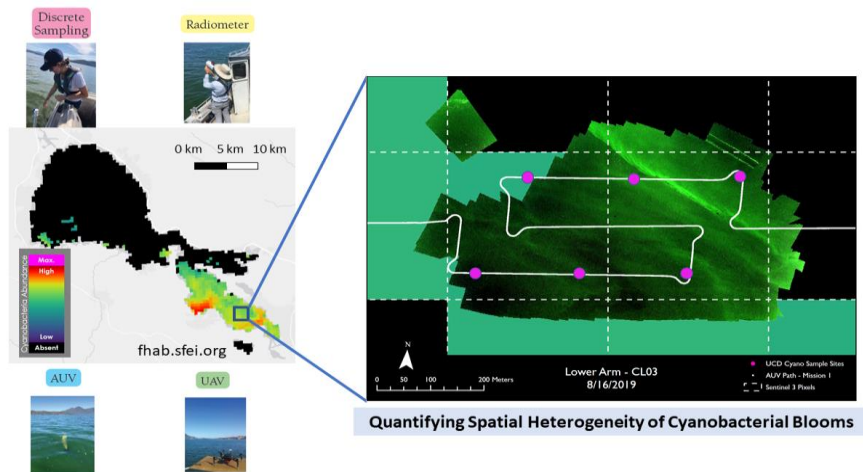 Discrete
Sampling
Radiometer
0 km 5 km 10 km
Cyanobacteria Abundance
Max.
High
Low
Absent
fhab.sfei.org
AUV
UAV
N
0 50 100 200 Meters
Lower Arm - CL03
8/16/2019
UCD Cyano Sample Sites
AUV Path - Mission 1
Sentinel 3 Pixels
Quantifying Spatial Heterogeneity of Cyanobacterial Blooms